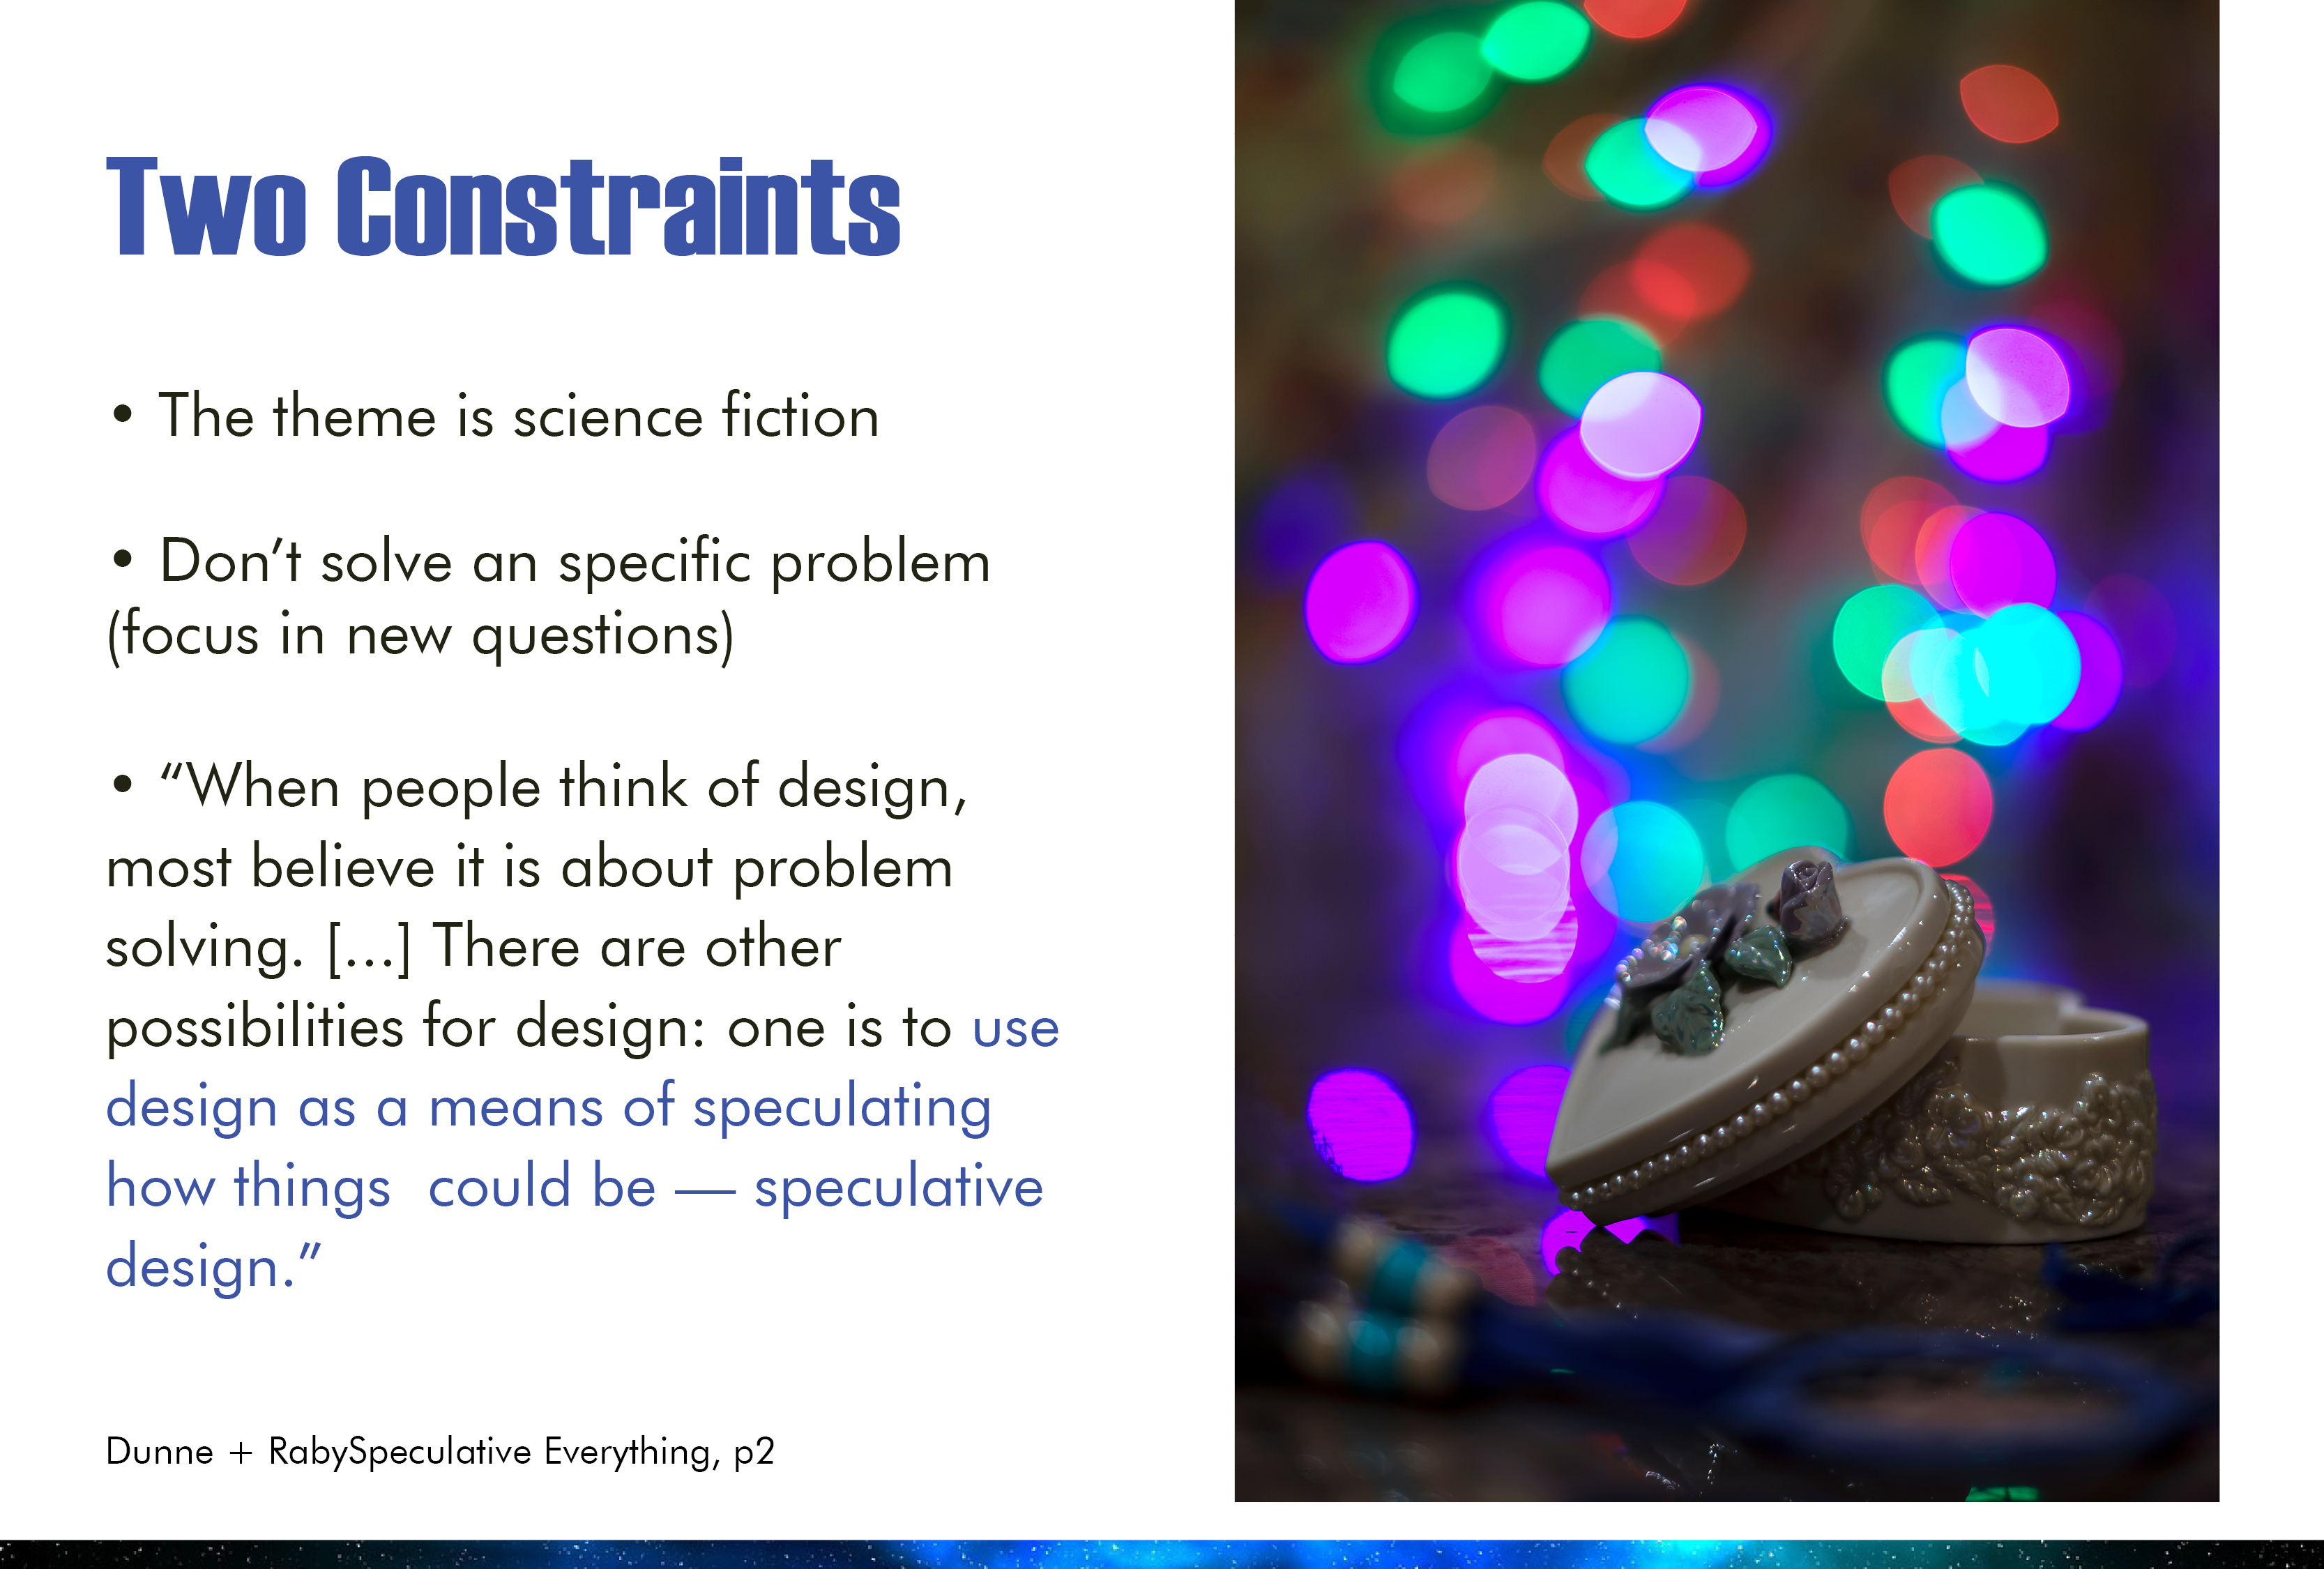 Two Constraints
• The theme is science fiction
• Don’t solve an specific problem
(focus in new questions)
• “When people think of design,
most believe it is about problem
solving. [...] There are other
possibilities for design: one is to use
design as a means of speculating
how things  could be — speculative
design.”
Dunne + RabySpeculative Everything, p2